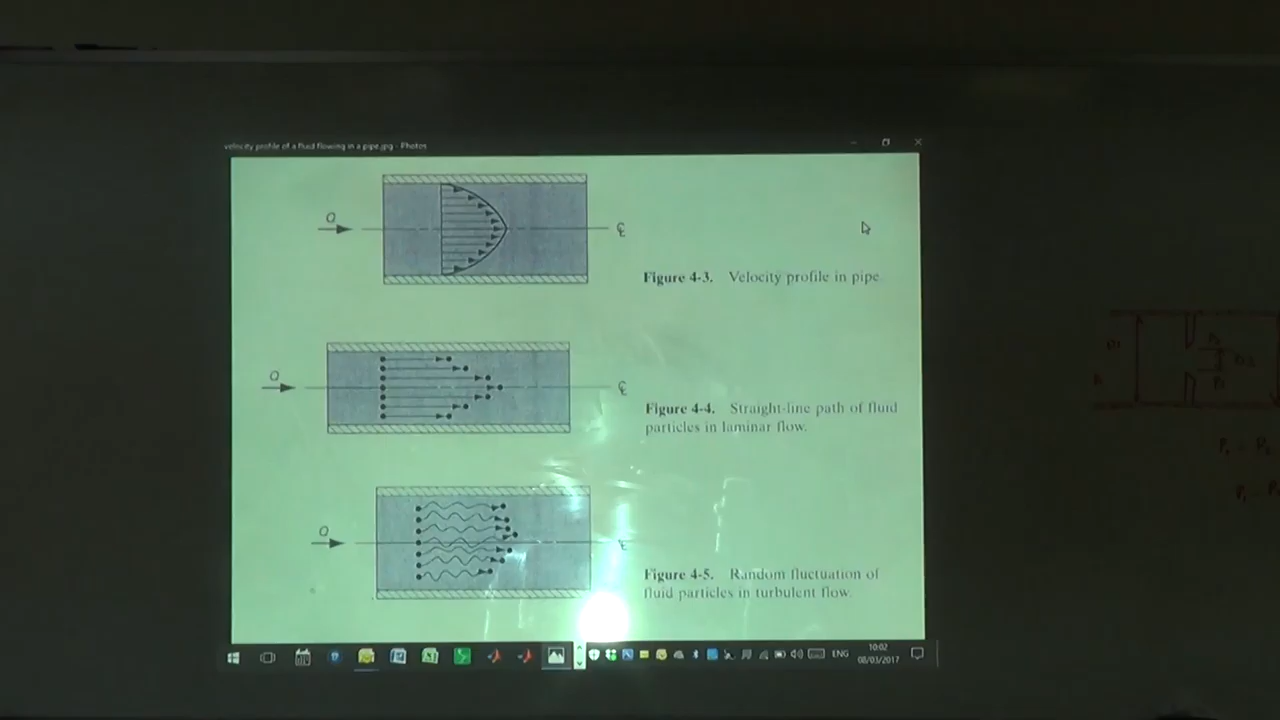 velocity profile of a fluid flowing in a pipe.jpg - Photos
Q
℄
Figure 4-3. Velocity profile in pipe.
Q
℄
Figure 4-4. Straight-line path of fluid
particles in laminar flow.
Q
℄
Figure 4-5. Random fluctuation of
fluid particles in turbulent flow.
ENG
10:02
08/03/2017